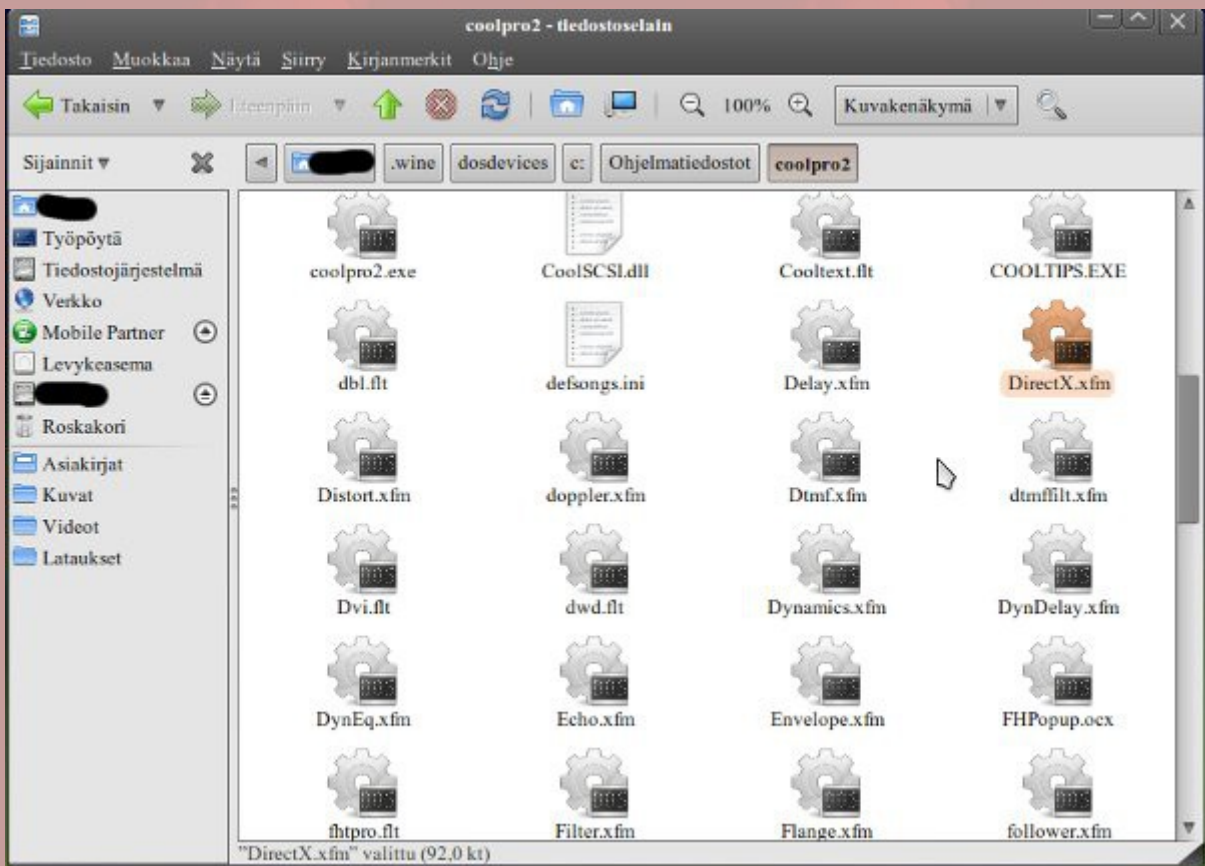 coolpro2 - tiedostoselain
Tiedosto Muokkaa Näytä Siirry Kirjanmerkit Ohje
Takaisin Eteenpäin 100% Kuvakenäkymä
Sijainnit .wine dosdevices c: Ohjelmatiedostot coolpro2
Työpöytä
Tiedostojärjestelmä
Verkko
Mobile Partner
Levykeasema
Roskakori
Asiakirjat
Kuvat
Videot
Lataukset
coolpro2.exe CoolSCSI.dll Cooltext.flt COOLTIPS.EXE
dbl.flt defsongs.ini Delay.xfm DirectX.xfm
Distort.xfm doppler.xfm Dtmf.xfm dtmffilt.xfm
Dvi.flt dwd.flt Dynamics.xfm DynDelay.xfm
DynEq.xfm Echo.xfm Envelope.xfm FHPopup.ocx
fhtpro.flt Filter.xfm Flange.xfm follower.xfm
"DirectX.xfm" valittu (92,0 kt)